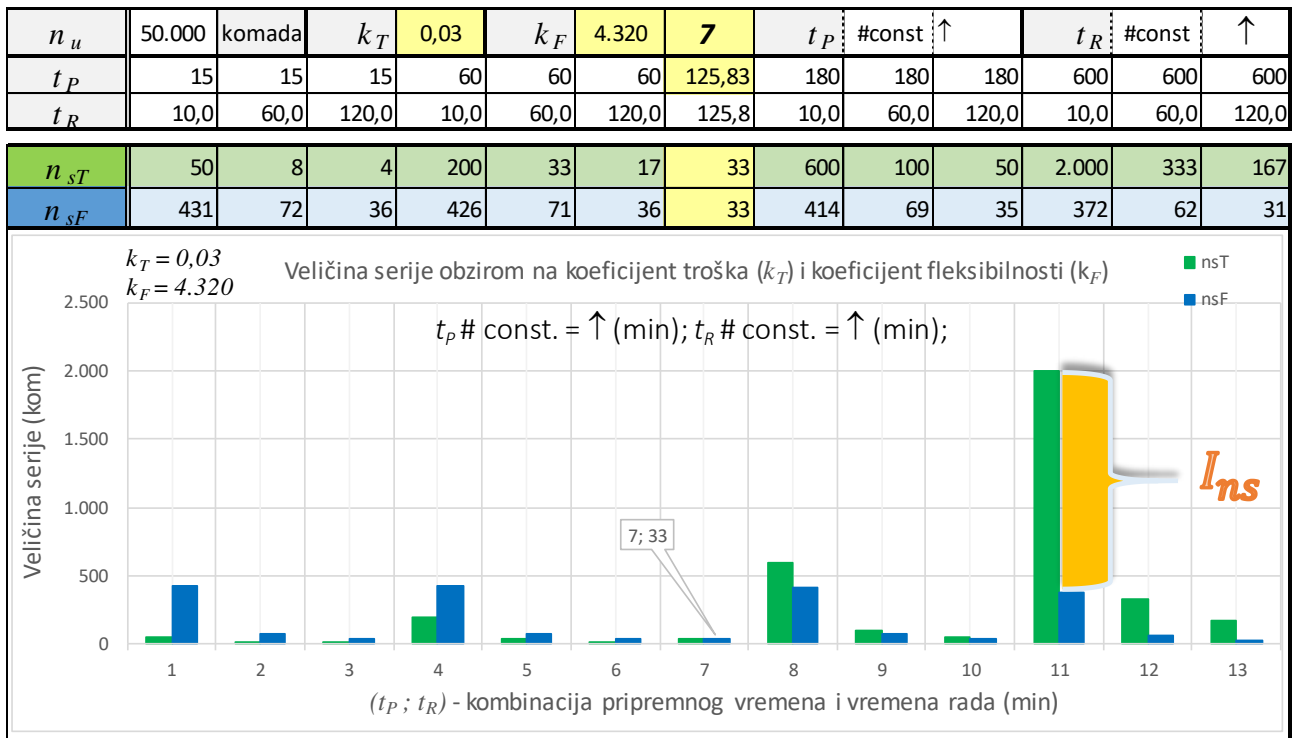 n u 50.000 komada k T 0,03 k F 4.320 7 t P #const ↑ t R #const ↑
t P 15 15 15 60 60 60 125,83 180 180 180 600 600 600
t R 10,0 60,0 120,0 10,0 60,0 120,0 125,8 10,0 60,0 120,0 10,0 60,0 120,0
n sT 50 8 4 200 33 17 33 600 100 50 2.000 333 167
n sF 431 72 36 426 71 36 33 414 69 35 372 62 31
k T = 0,03
k F = 4.320
Veličina serije obzirom na koeficijent troška (k T) i koeficijent fleksibilnosti (k F)
nsT
nsF
t P # const. = ↑ (min); t R # const. = ↑ (min);
Veličina serije (kom)
2.500
2.000
1.500
1.000
500
0
𝕀ns
7; 33
1 2 3 4 5 6 7 8 9 10 11 12 13
(t P ; t R) - kombinacija pripremnog vremena i vremena rada (min)